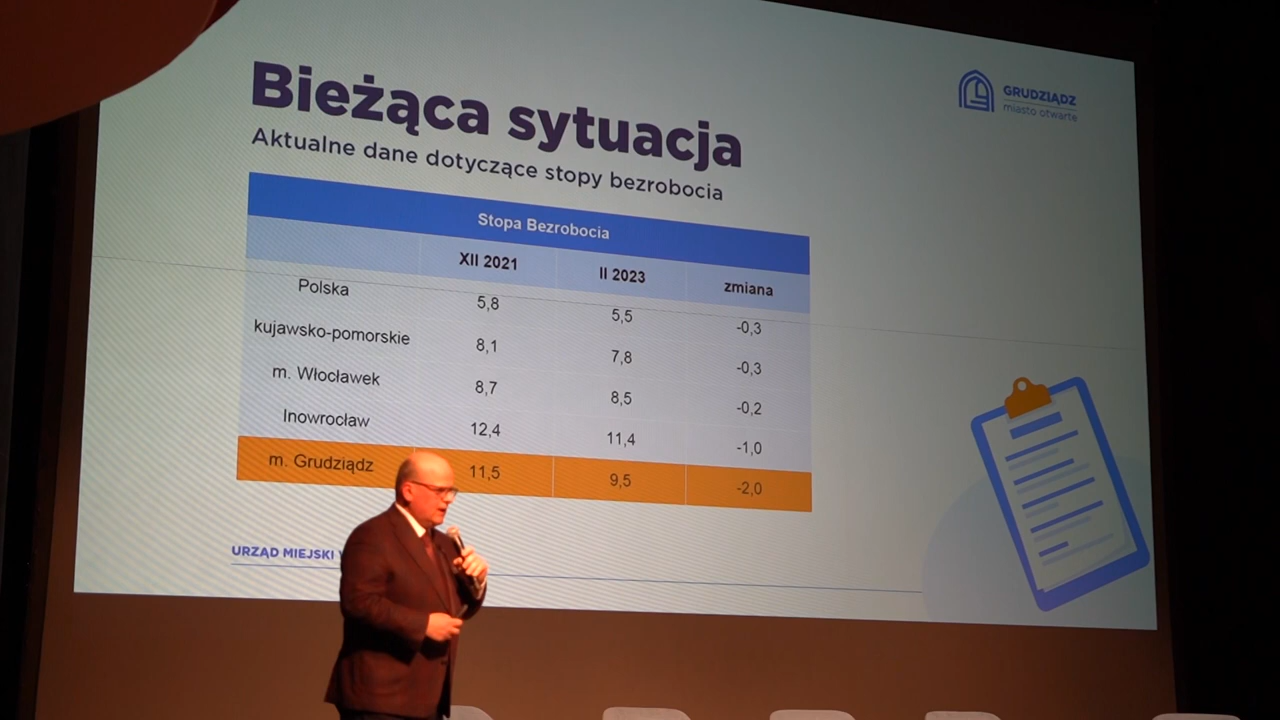 Bieżąca sytuacja
GRUDZIĄDZ
miasto otwarte
Aktualne dane dotyczące stopy bezrobocia
Stopa Bezrobocia
XII 2021 II 2023 zmiana
Polska 5,8 5,5 -0,3
kujawsko-pomorskie 8,1 7,8 -0,3
m. Włocławek 8,7 8,5 -0,2
Inowrocław 12,4 11,4 -1,0
m. Grudziądz 11,5 9,5 -2,0
URZĄD MIEJSKI